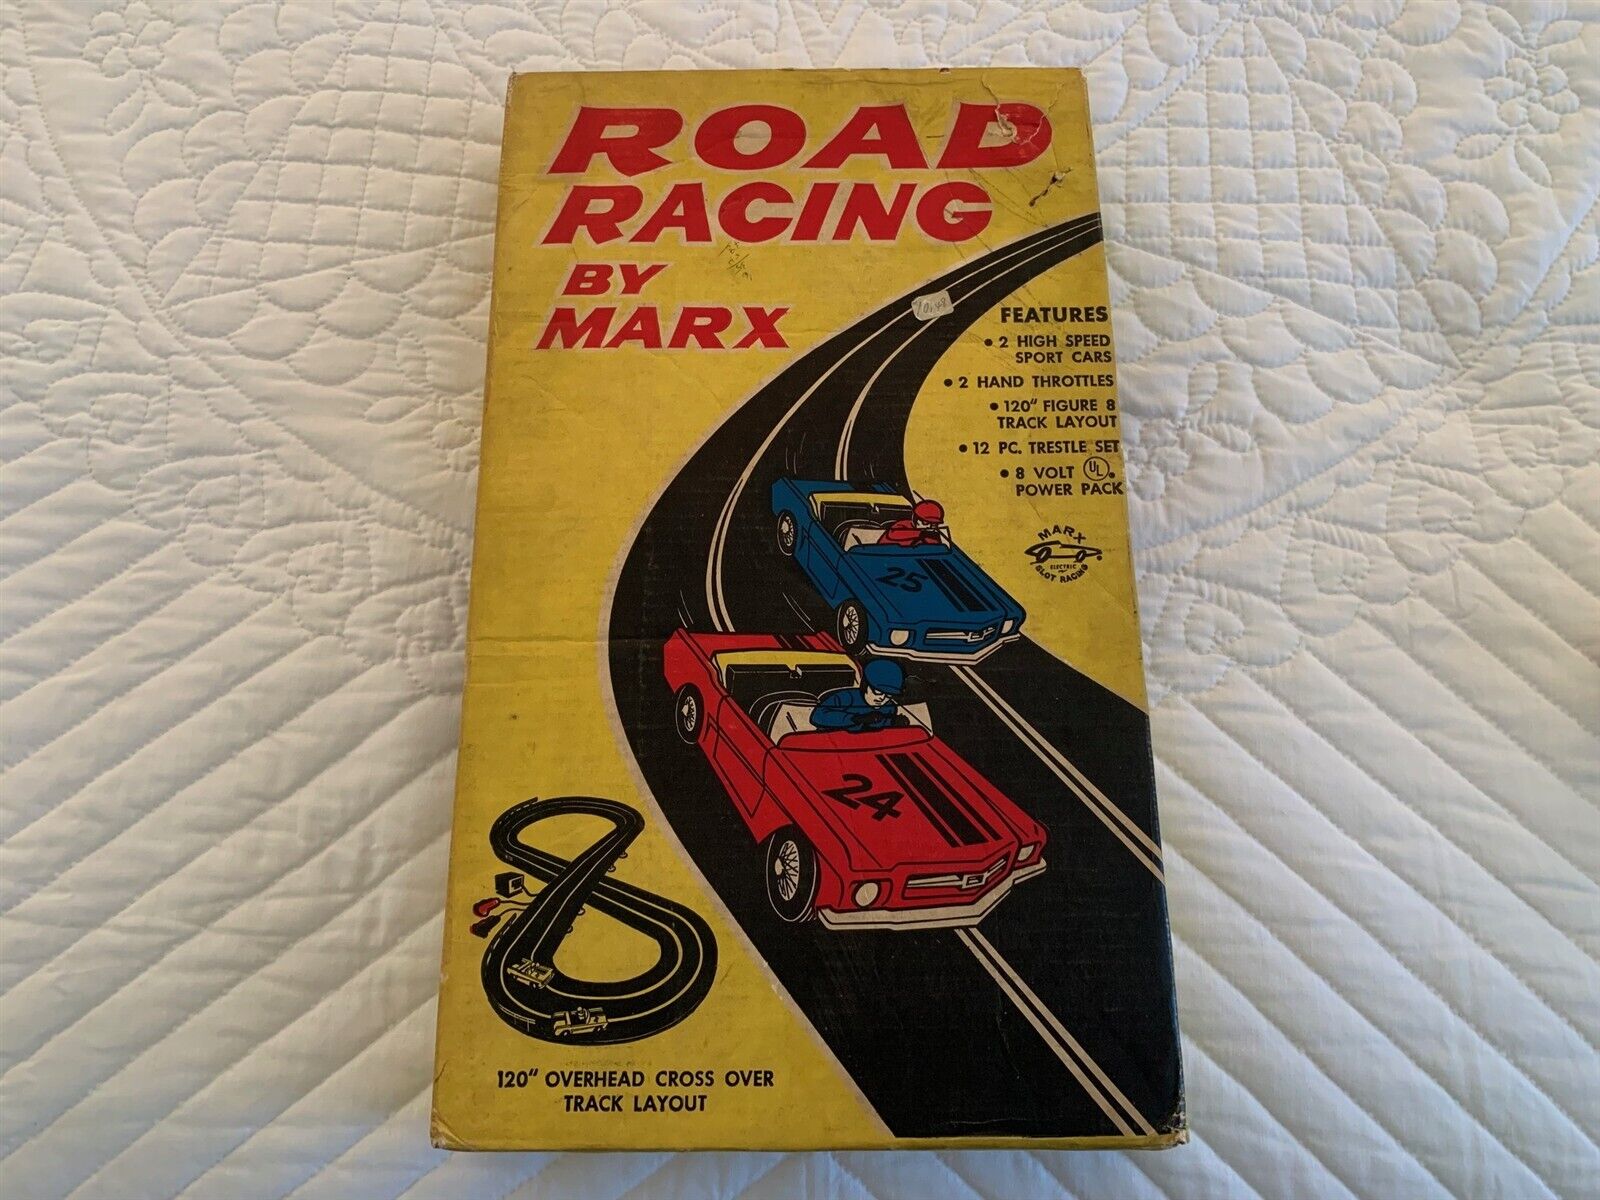 ROAD
RACING
BY
MARX
10.48
FEATURES
• 2 HIGH SPEED
SPORT CARS
• 2 HAND THROTTLES
• 120" FIGURE 8
TRACK LAYOUT
• 12 PC. TRESTLE SET
• 8 VOLT UL®
POWER PACK
MARX
ELECTRIC
SLOT RACING
25
24
120" OVERHEAD CROSS OVER
TRACK LAYOUT